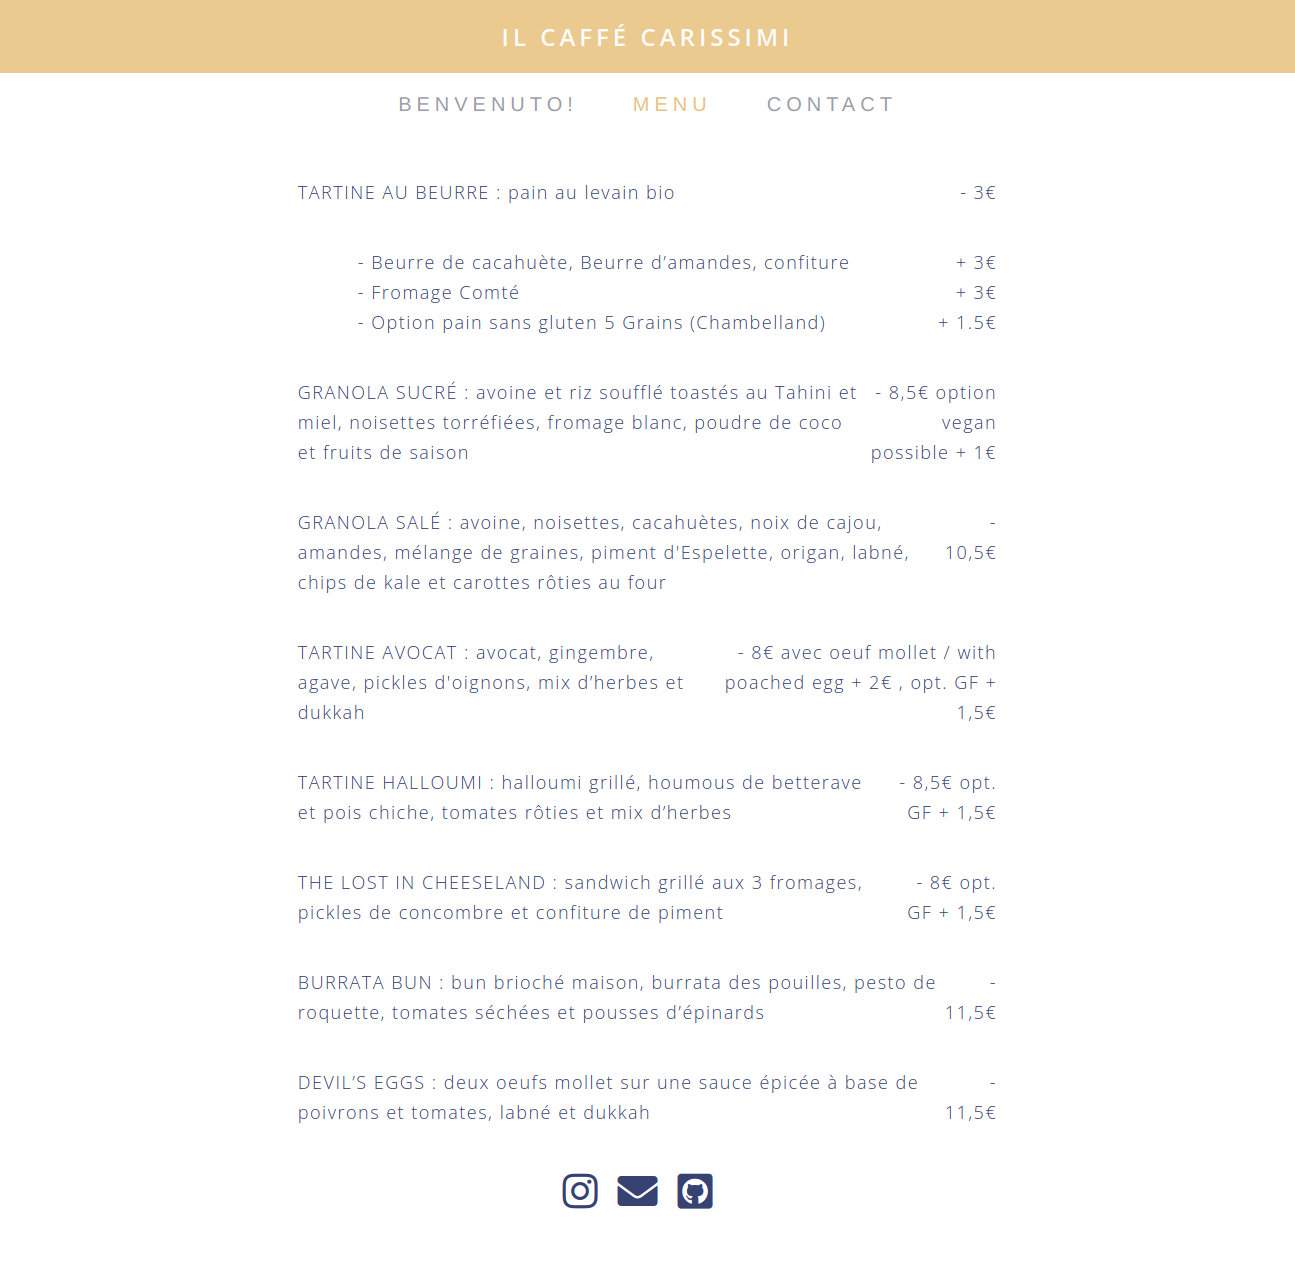 IL CAFFÉ CARISSIMI
BENVENUTO! MENU CONTACT
TARTINE AU BEURRE : pain au levain bio - 3€
- Beurre de cacahuète, Beurre d’amandes, confiture + 3€
- Fromage Comté + 3€
- Option pain sans gluten 5 Grains (Chambelland) + 1.5€
GRANOLA SUCRÉ : avoine et riz soufflé toastés au Tahini et - 8,5€ option
miel, noisettes torréfiées, fromage blanc, poudre de coco vegan
et fruits de saison possible + 1€
GRANOLA SALÉ : avoine, noisettes, cacahuètes, noix de cajou, -
amandes, mélange de graines, piment d'Espelette, origan, labné, 10,5€
chips de kale et carottes rôties au four
TARTINE AVOCAT : avocat, gingembre, - 8€ avec oeuf mollet / with
agave, pickles d'oignons, mix d’herbes et poached egg + 2€ , opt. GF +
dukkah 1,5€
TARTINE HALLOUMI : halloumi grillé, houmous de betterave - 8,5€ opt.
et pois chiche, tomates rôties et mix d’herbes GF + 1,5€
THE LOST IN CHEESELAND : sandwich grillé aux 3 fromages, - 8€ opt.
pickles de concombre et confiture de piment GF + 1,5€
BURRATA BUN : bun brioché maison, burrata des pouilles, pesto de -
roquette, tomates séchées et pousses d’épinards 11,5€
DEVIL’S EGGS : deux oeufs mollet sur une sauce épicée à base de -
poivrons et tomates, labné et dukkah 11,5€